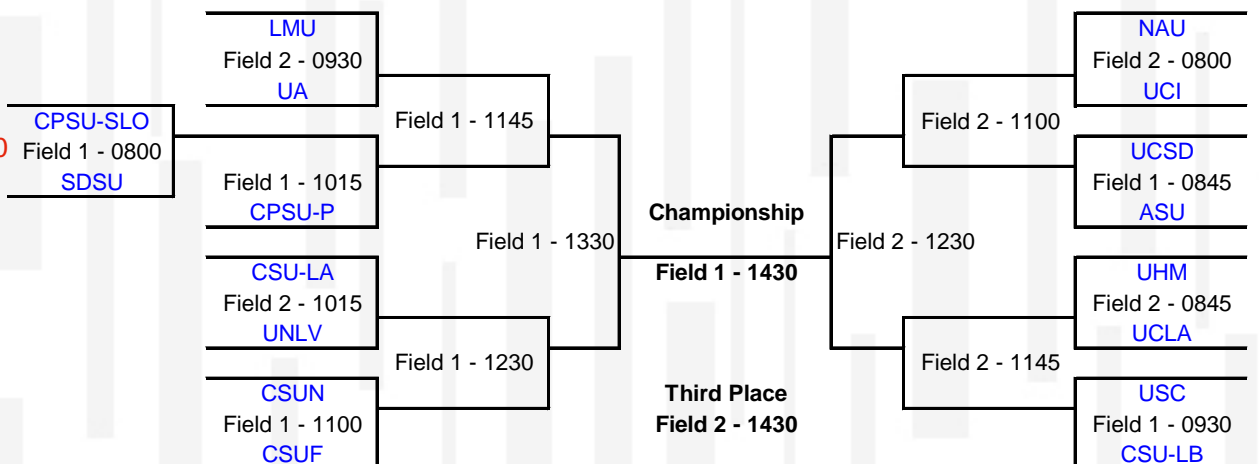 LMU
Field 2 - 0930
UA
CPSU-SLO
0 Field 1 - 0800
SDSU
Field 1 - 1145
Field 1 - 1015
CPSU-P
Field 1 - 1330
CSU-LA
Field 2 - 1015
UNLV
Field 1 - 1230
CSUN
Field 1 - 1100
CSUF
Championship
Field 1 - 1430
Third Place
Field 2 - 1430
NAU
Field 2 - 0800
UCI
Field 2 - 1100
UCSD
Field 1 - 0845
ASU
Field 2 - 1230
UHM
Field 2 - 0845
UCLA
Field 2 - 1145
USC
Field 1 - 0930
CSU-LB